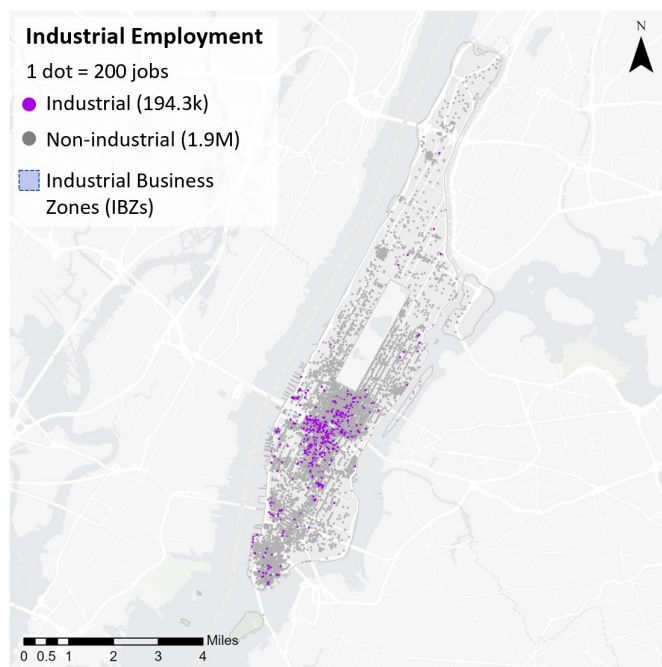 Industrial Employment
1 dot = 200 jobs
Industrial (194.3k)
Non-industrial (1.9M)
Industrial Business
Zones (IBZs)
N
Miles
0 0.5 1 2 3 4